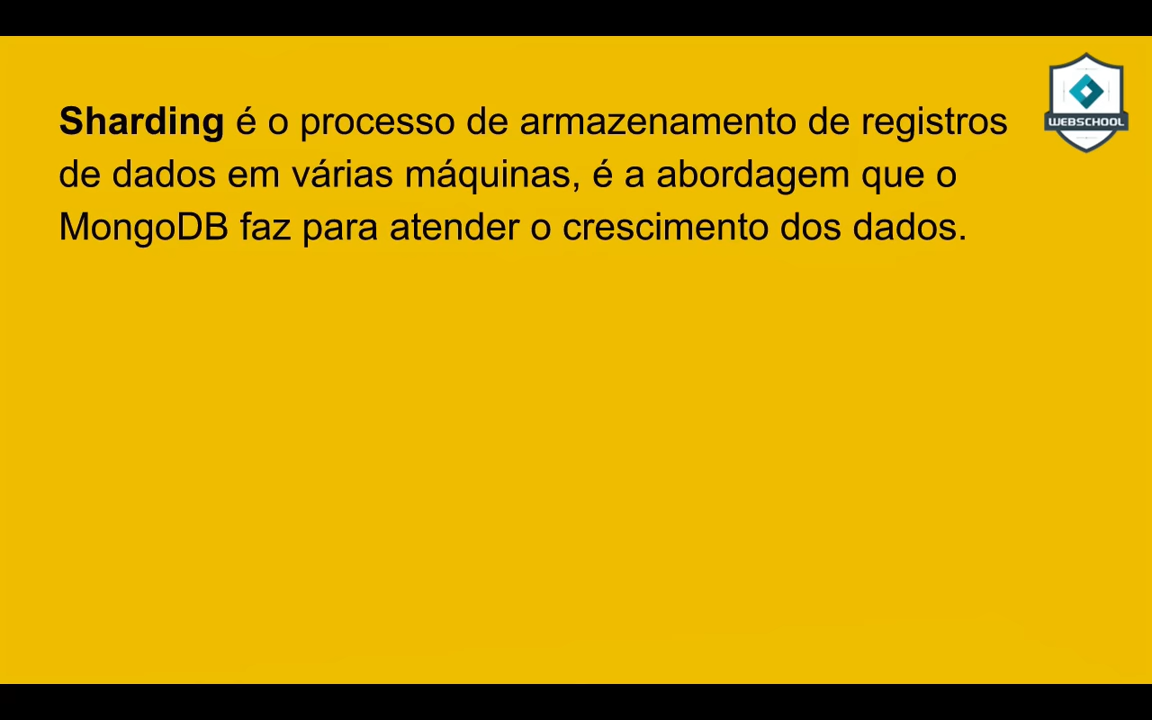 Sharding é o processo de armazenamento de registros
de dados em várias máquinas, é a abordagem que o
MongoDB faz para atender o crescimento dos dados.
WEBSCHOOL